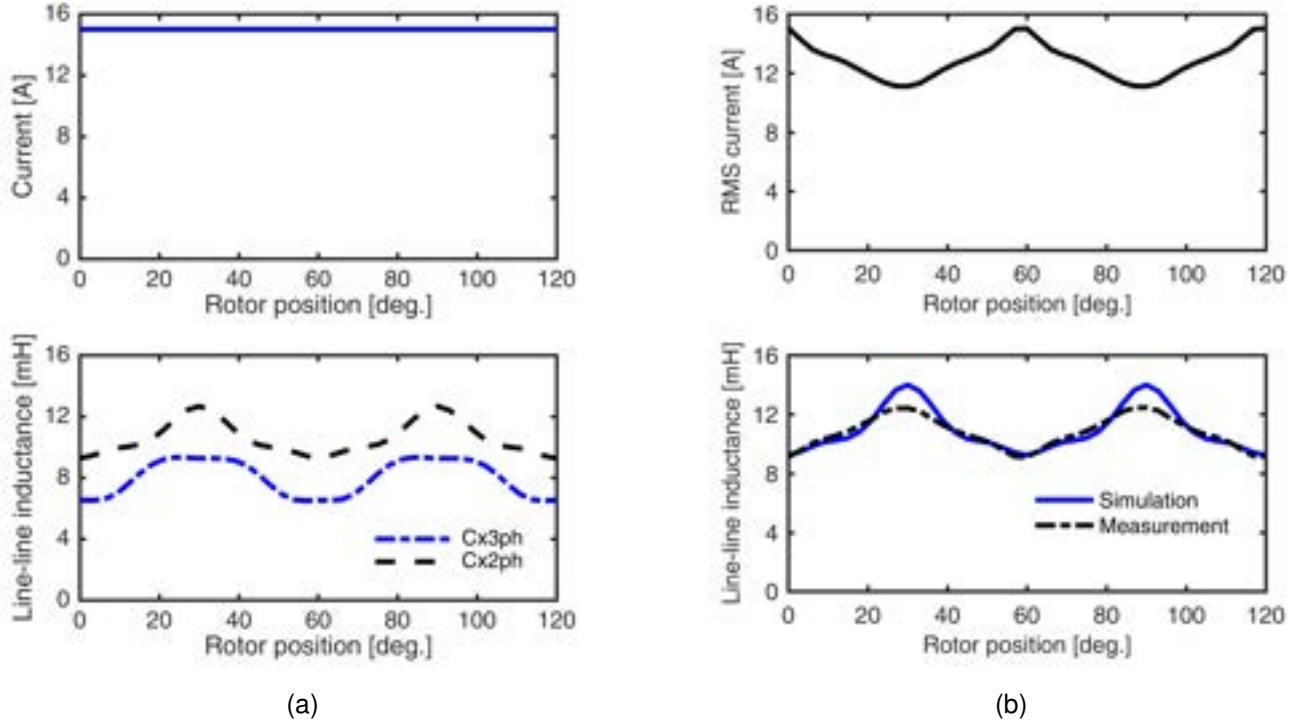 Current [A]
16
12
8
4
0
0 20 40 60 80 100 120
Rotor position [deg.]
Line-line inductance [mH]
16
12
8
4
0
Cx3ph
Cx2ph
0 20 40 60 80 100 120
Rotor position [deg.]
(a)
RMS current [A]
16
12
8
4
0
0 20 40 60 80 100 120
Rotor position [deg.]
Line-line inductance [mH]
16
12
8
4
0
Simulation
Measurement
0 20 40 60 80 100 120
Rotor position [deg.]
(b)